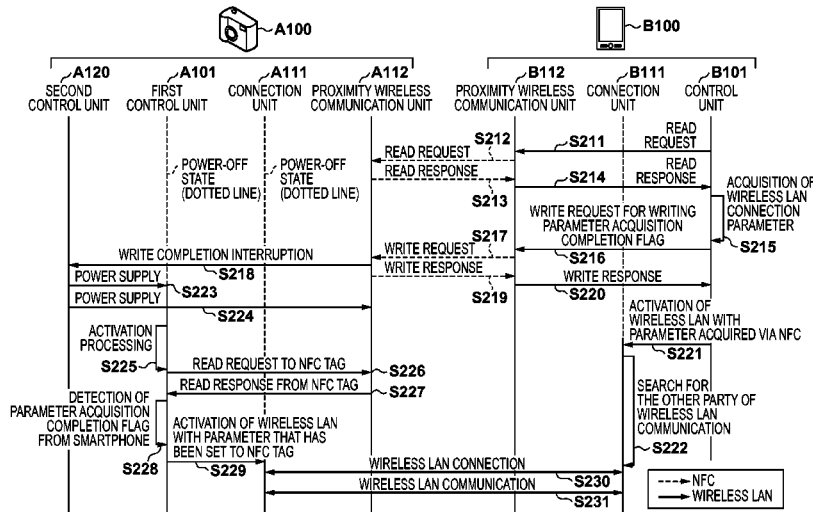 A100
B100
A120
SECOND
CONTROL UNIT
A101
FIRST
CONTROL UNIT
A111
CONNECTION
UNIT
A112
PROXIMITY WIRELESS
COMMUNICATION UNIT
B112
PROXIMITY WIRELESS
COMMUNICATION UNIT
B111
CONNECTION
UNIT
B101
CONTROL
UNIT
POWER-OFF
STATE
(DOTTED LINE)
POWER-OFF
STATE
(DOTTED LINE)
READ
REQUEST
S211
S212
READ REQUEST
READ RESPONSE
S213
READ
RESPONSE
S214
ACQUISITION OF
WIRELESS LAN
CONNECTION
PARAMETER
S215
WRITE REQUEST FOR WRITING
PARAMETER ACQUISITION
COMPLETION FLAG
S216
S217
WRITE REQUEST
WRITE COMPLETION INTERRUPTION
S218
WRITE RESPONSE
S219
WRITE RESPONSE
S220
POWER SUPPLY
S223
POWER SUPPLY
S224
ACTIVATION OF
WIRELESS LAN WITH
PARAMETER ACQUIRED VIA NFC
S221
ACTIVATION
PROCESSING
S225
READ REQUEST TO NFC TAG
S226
READ RESPONSE FROM NFC TAG
S227
SEARCH FOR
THE OTHER PARTY OF
WIRELESS LAN
COMMUNICATION
S222
DETECTION OF
PARAMETER ACQUISITION
COMPLETION FLAG
FROM SMARTPHONE
S228
ACTIVATION OF WIRELESS LAN
WITH PARAMETER THAT HAS
BEEN SET TO NFC TAG
S229
WIRELESS LAN CONNECTION
S230
WIRELESS LAN COMMUNICATION
S231
NFC
WIRELESS LAN